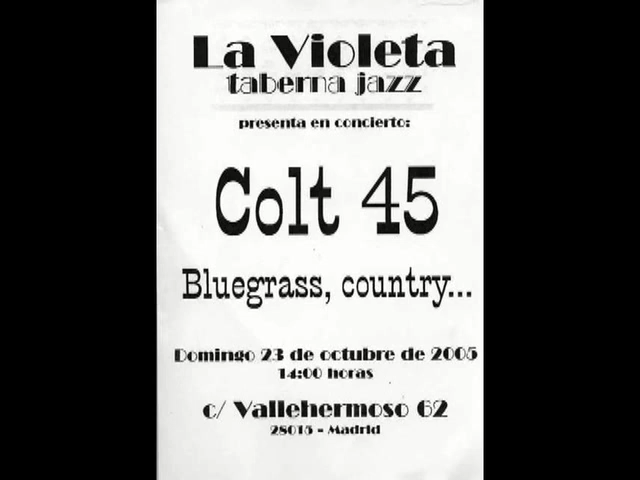 La Violeta
taberna jazz
presenta en concierto:
Colt 45
Bluegrass, country...
Domingo 23 de octubre de 2005
14:00 horas
c/ Vallehermoso 62
28015 - Madrid